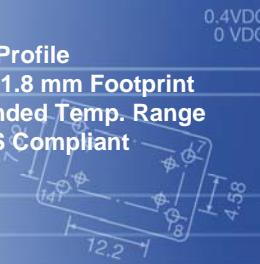 0.4VDC
0 VDC
Profile
1.8 mm Footprint
nded Temp. Range
S Compliant
7
14
8
4.58
12.2